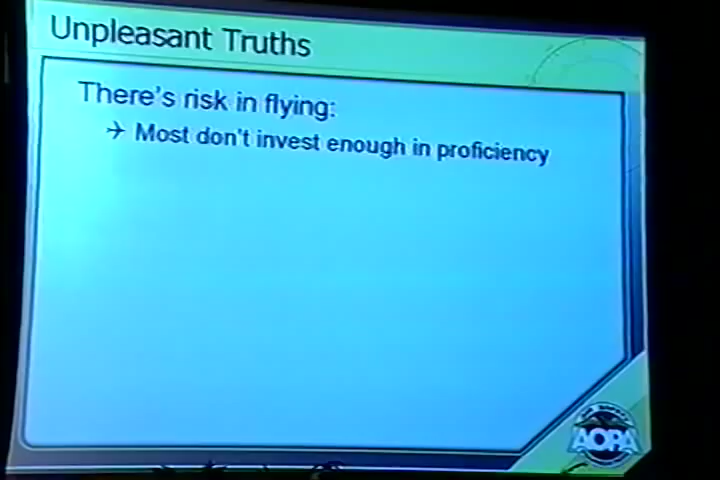 Unpleasant Truths
There's risk in flying:
Most don't invest enough in proficiency
AOPA